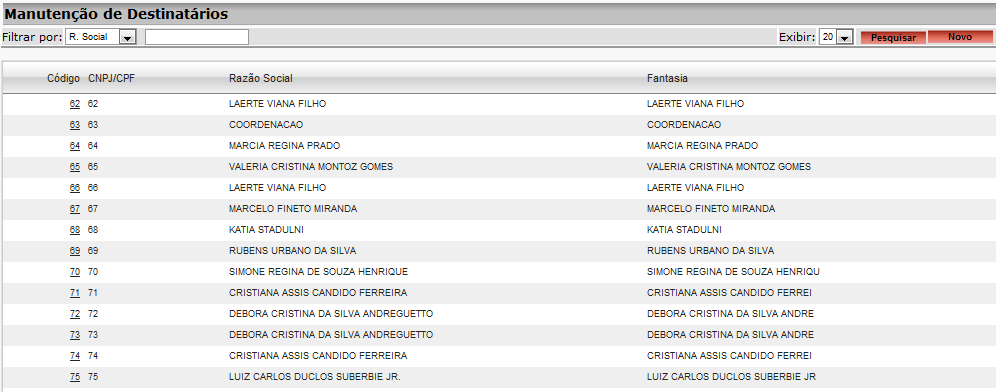 Manutenção de Destinatários
Filtrar por: R. Social Exibir: 20 Pesquisar Novo
Código CNPJ/CPF Razão Social Fantasia
62 62 LAERTE VIANA FILHO LAERTE VIANA FILHO
63 63 COORDENACAO COORDENACAO
64 64 MARCIA REGINA PRADO MARCIA REGINA PRADO
65 65 VALERIA CRISTINA MONTOZ GOMES VALERIA CRISTINA MONTOZ GOMES
66 66 LAERTE VIANA FILHO LAERTE VIANA FILHO
67 67 MARCELO FINETO MIRANDA MARCELO FINETO MIRANDA
68 68 KATIA STADULNI KATIA STADULNI
69 69 RUBENS URBANO DA SILVA RUBENS URBANO DA SILVA
70 70 SIMONE REGINA DE SOUZA HENRIQUE SIMONE REGINA DE SOUZA HENRIQU
71 71 CRISTIANA ASSIS CANDIDO FERREIRA CRISTIANA ASSIS CANDIDO FERREI
72 72 DEBORA CRISTINA DA SILVA ANDREGUETTO DEBORA CRISTINA DA SILVA ANDRE
73 73 DEBORA CRISTINA DA SILVA ANDREGUETTO DEBORA CRISTINA DA SILVA ANDRE
74 74 CRISTIANA ASSIS CANDIDO FERREIRA CRISTIANA ASSIS CANDIDO FERREI
75 75 LUIZ CARLOS DUCLOS SUBERBIE JR. LUIZ CARLOS DUCLOS SUBERBIE JR